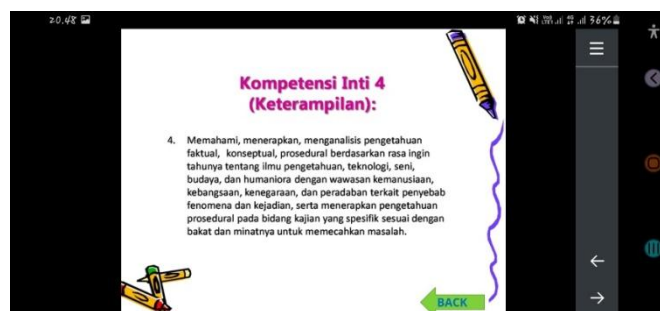 20.48
36%
Kompetensi Inti 4
(Keterampilan):
4. Memahami, menerapkan, menganalisis pengetahuan
faktual, konseptual, prosedural berdasarkan rasa ingin
tahunya tentang ilmu pengetahuan, teknologi, seni,
budaya, dan humaniora dengan wawasan kemanusiaan,
kebangsaan, kenegaraan, dan peradaban terkait penyebab
fenomena dan kejadian, serta menerapkan pengetahuan
prosedural pada bidang kajian yang spesifik sesuai dengan
bakat dan minatnya untuk memecahkan masalah.
BACK